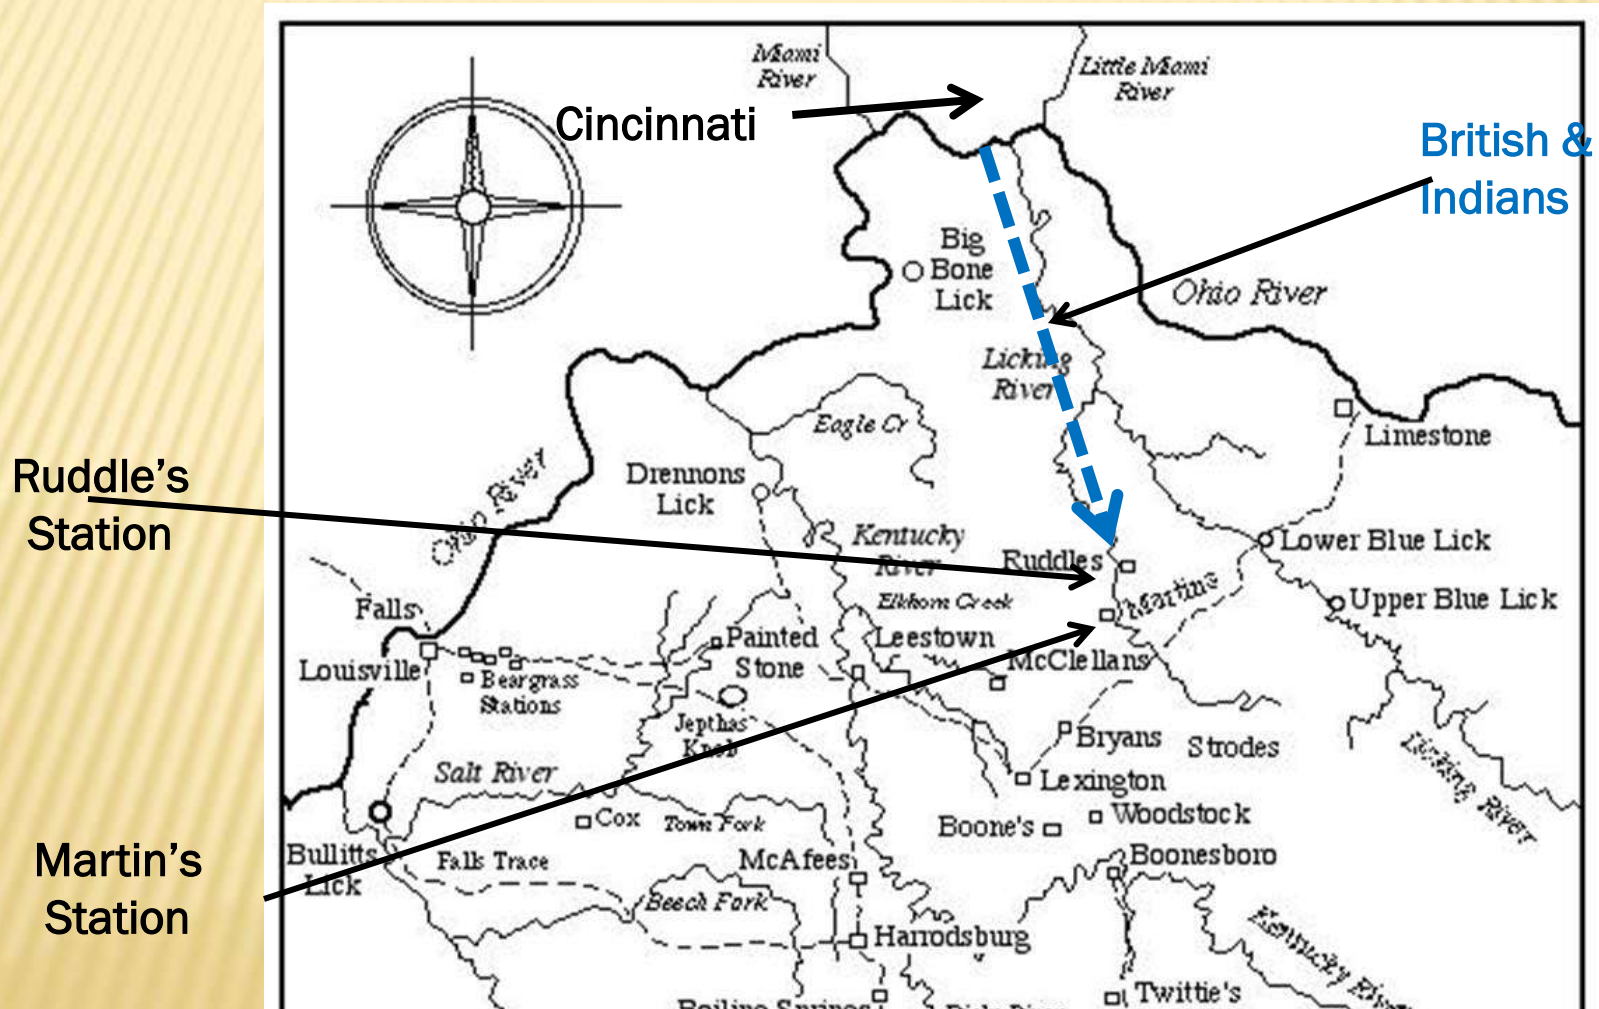 Miami
River
Little Miami
River
Cincinnati
British &
Indians
Big
Bone
Lick
Ohio River
Licking
River
Eagle Cr
Limestone
Ruddle's
Station
Drennons
Lick
Ohio River
Kentucky
River
Ruddles
Lower Blue Lick
Martins
Elkhorn Creek
Upper Blue Lick
Falls
Painted
Stone
Leestown
McClellans
Louisville
Beargrass
Stations
Jepthas
Knob
Bryans
Strodes
Licking River
Salt River
Lexington
Cox
Town Fork
Boone's
Woodstock
Martin's
Station
Bullitts
Lick
Falls Trace
McAfees
Boonesboro
Beech Fork
Harrodsburg
Kentucky River
Twittie's
Boiling Springs